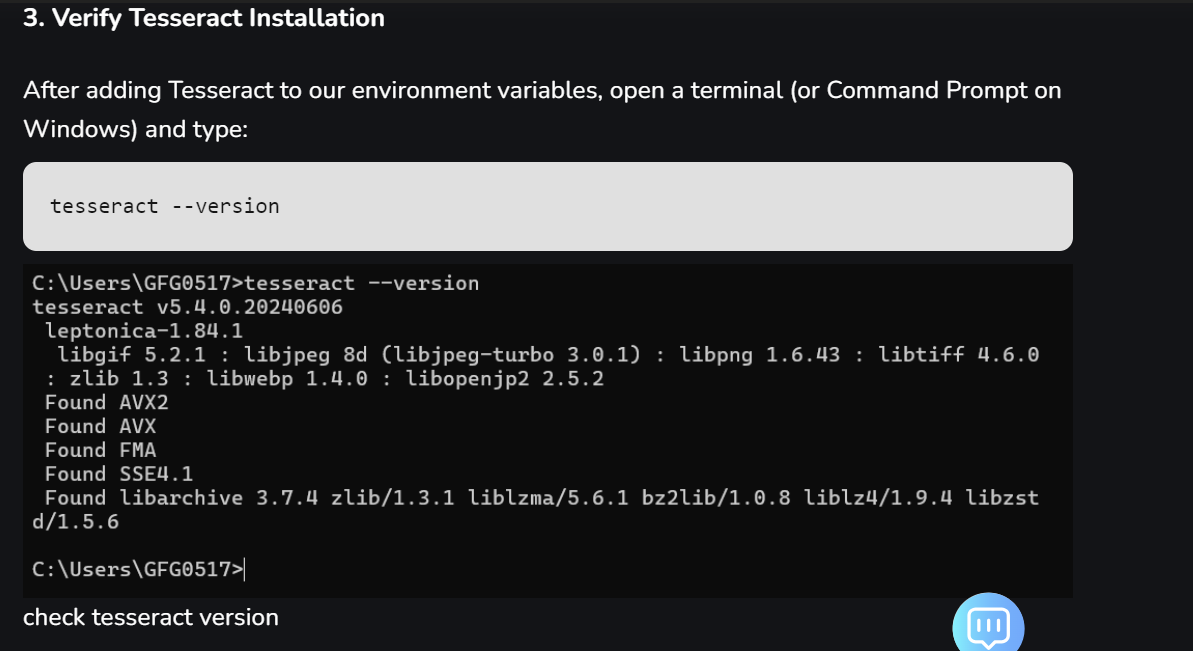 3. Verify Tesseract Installation
After adding Tesseract to our environment variables, open a terminal (or Command Prompt on
Windows) and type:
tesseract --version
C:\Users\GFG0517>tesseract --version
tesseract v5.4.0.20240606
 leptonica-1.84.1
  libgif 5.2.1 : libjpeg 8d (libjpeg-turbo 3.0.1) : libpng 1.6.43 : libtiff 4.6.0
 : zlib 1.3 : libwebp 1.4.0 : libopenjp2 2.5.2
 Found AVX2
 Found AVX
 Found FMA
 Found SSE4.1
 Found libarchive 3.7.4 zlib/1.3.1 liblzma/5.6.1 bz2lib/1.0.8 liblz4/1.9.4 libzst
d/1.5.6
C:\Users\GFG0517>
check tesseract version